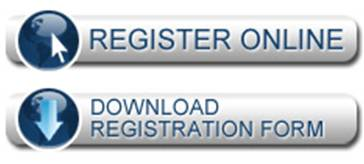 REGISTER ONLINE
DOWNLOAD
REGISTRATION FORM